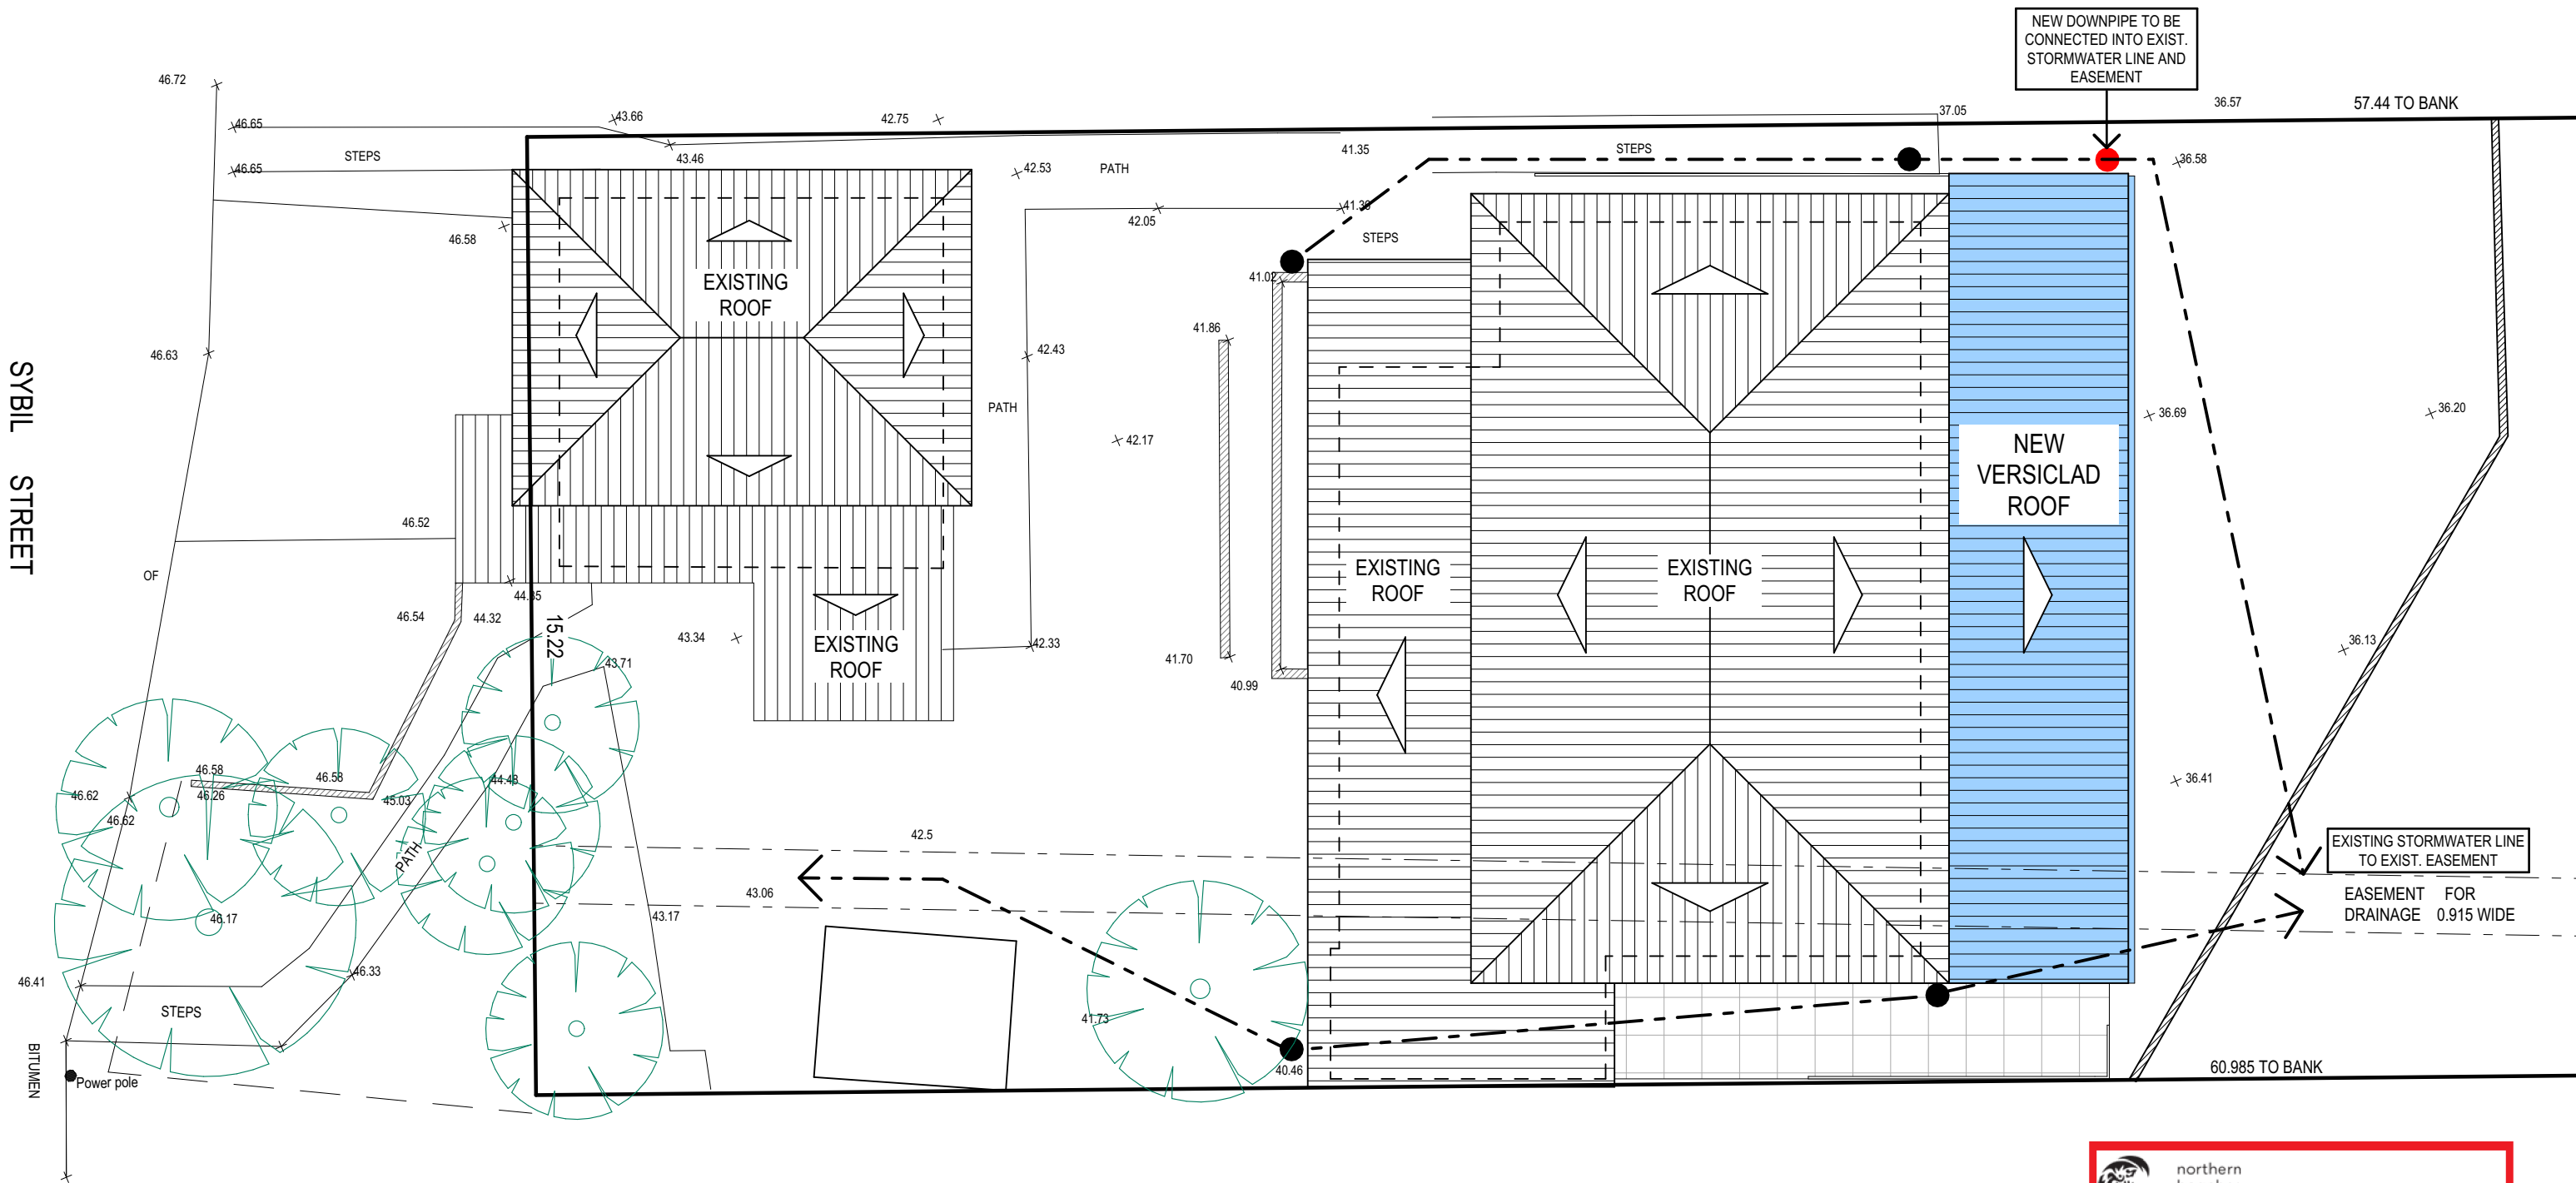 NEW DOWNPIPE TO BE
CONNECTED INTO EXIST.
STORMWATER LINE AND
EASEMENT
46.72
46.65
43.66
42.75
37.05
36.57
57.44 TO BANK
STEPS
43.46
41.35
STEPS
36.58
46.65
42.53
PATH
46.58
42.05
41.38
STEPS
EXISTING
ROOF
41.02
41.86
46.63
42.43
SYBIL STREET
PATH
42.17
36.69
36.20
NEW
VERSICLAD
ROOF
46.52
OF
EXISTING
ROOF
EXISTING
ROOF
44.35
46.54
44.32
15.22
43.34
EXISTING
ROOF
42.33
43.71
41.70
40.99
36.13
46.58
46.58
44.48
46.62
46.26
45.03
46.62
36.41
42.5
PATH
EXISTING STORMWATER LINE
TO EXIST. EASEMENT
43.06
46.17
43.17
EASEMENT FOR
DRAINAGE 0.915 WIDE
46.41
46.33
STEPS
41.73
BITUMEN
Power pole
40.46
60.985 TO BANK
northern